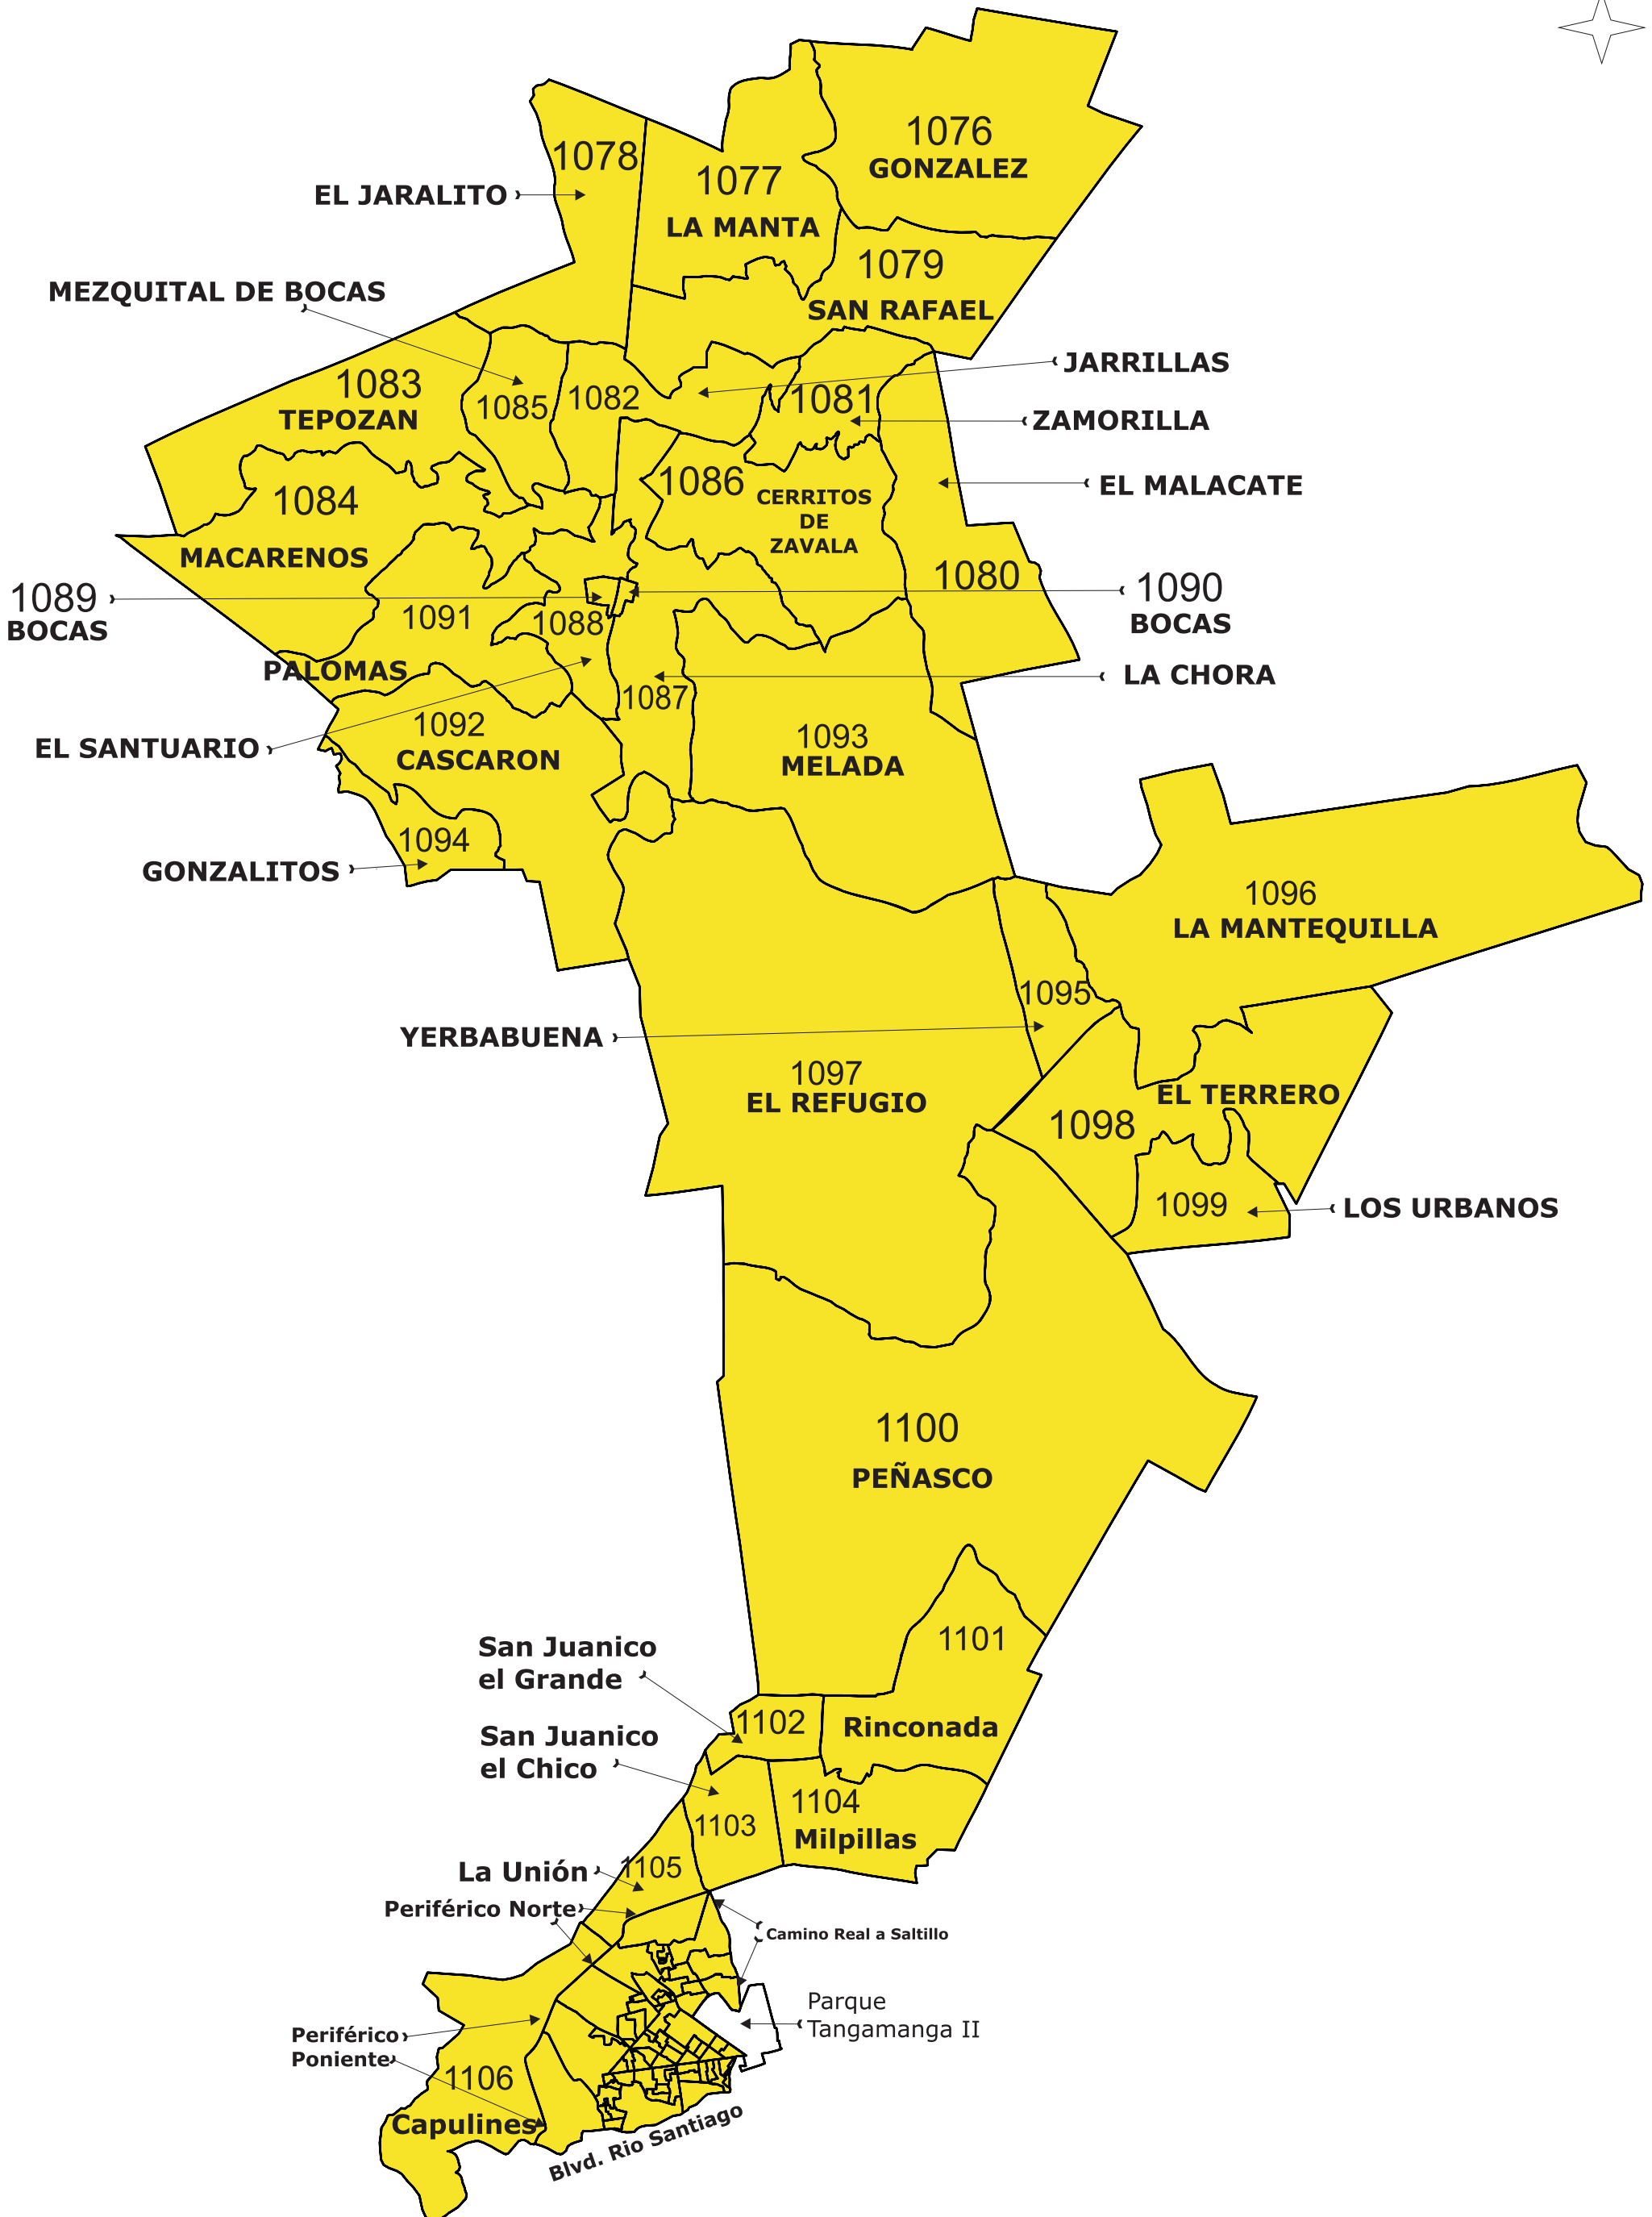 1076
GONZALEZ
1078
1077
EL JARALITO
LA MANTA
1079
MEZQUITAL DE BOCAS
SAN RAFAEL
JARRILLAS
1083
TEPOZAN
1085
1082
1081
ZAMORILLA
1084
1086
CERRITOS
DE
ZAVALA
EL MALACATE
MACARENOS
1080
1089
BOCAS
1090
BOCAS
1091
1088
PALOMAS
LA CHORA
1087
1092
CASCARON
EL SANTUARIO
1093
MELADA
1094
GONZALITOS
1096
LA MANTEQUILLA
1095
YERBABUENA
1097
EL REFUGIO
EL TERRERO
1098
1099
LOS URBANOS
1100
PEÑASCO
1101
San Juanico
el Grande
1102
Rinconada
San Juanico
el Chico
1104
Milpillas
1103
1105
La Unión
Periférico Norte
Camino Real a Saltillo
Parque
Tangamanga II
Periférico
Poniente
1106
Capulines
Blvd. Rio Santiago